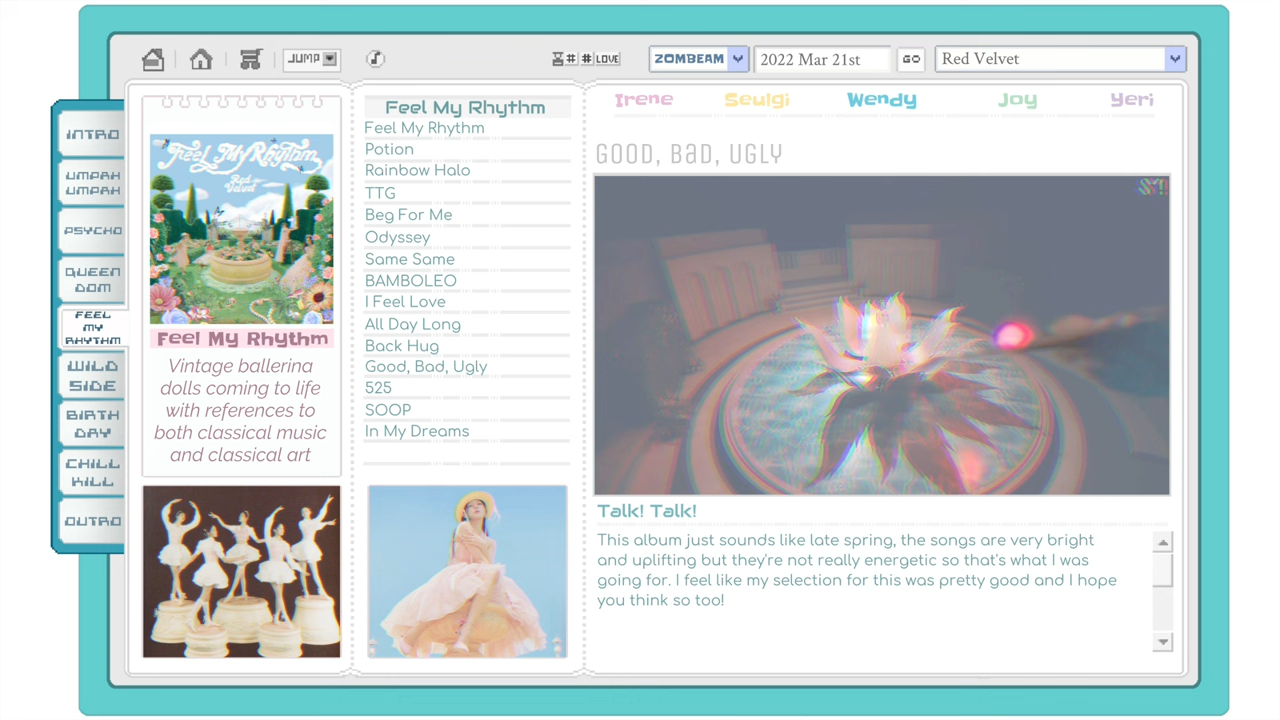 JUMP
# # LOVE
ZOMBEAM
2022 Mar 21st
GO
Red Velvet
INTRO
UMPAH
UMPAH
PSYCHO
QUEEN
DOM
FEEL
MY
RHYTHM
WILD
SIDE
BIRTH
DAY
CHILL
KILL
OUTRO
Feel My Rhythm
Red
Velvet
Feel My Rhythm
Vintage ballerina
dolls coming to life
with references to
both classical music
and classical art
Feel My Rhythm
Feel My Rhythm
Potion
Rainbow Halo
TTG
Beg For Me
Odyssey
Same Same
BAMBOLEO
I Feel Love
All Day Long
Back Hug
Good, Bad, Ugly
525
SOOP
In My Dreams
Irene Seulgi Wendy Joy Yeri
GOOD, BaD, UGLY
Talk! Talk!
This album just sounds like late spring, the songs are very bright
and uplifting but they're not really energetic so that's what I was
going for. I feel like my selection for this was pretty good and I hope
you think so too!